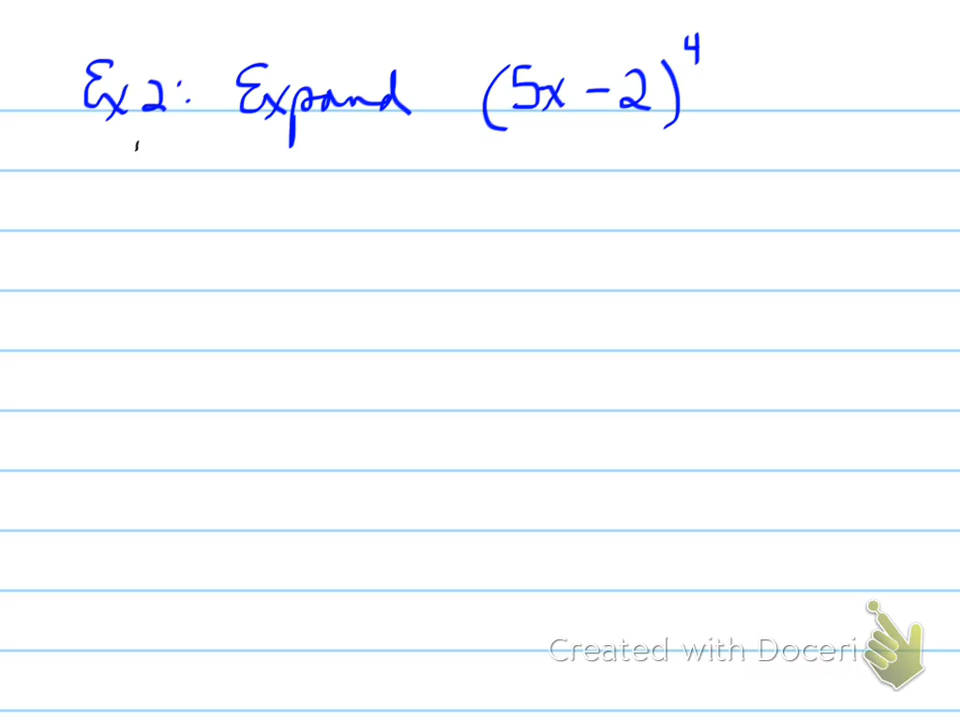 Ex 2: Expand (5x - 2)^4
Created with Doceri